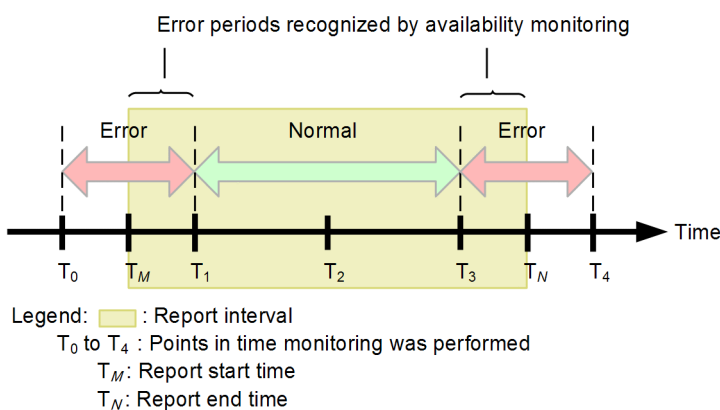 Error periods recognized by availability monitoring
Error Normal Error
Time
T0 TM T1 T2 T3 TN T4
Legend: : Report interval
T0 to T4 : Points in time monitoring was performed
TM: Report start time
TN: Report end time